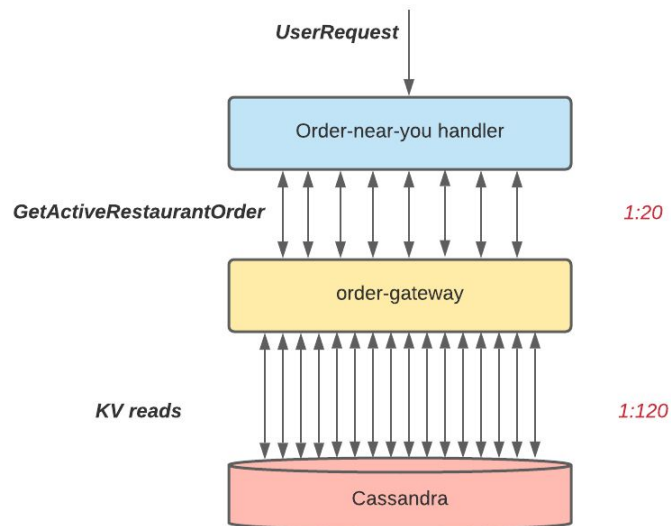 UserRequest
Order-near-you handler
GetActiveRestaurantOrder
1:20
order-gateway
KV reads
1:120
Cassandra